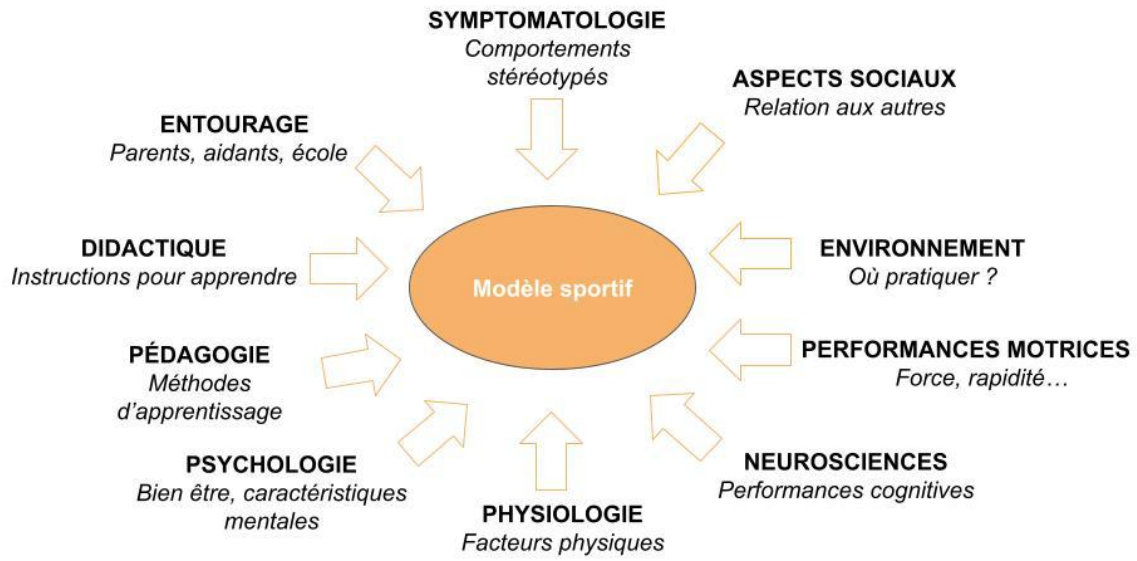 SYMPTOMATOLOGIE
Comportements
stéréotypés
ASPECTS SOCIAUX
Relation aux autres
ENTOURAGE
Parents, aidants, école
DIDACTIQUE
Instructions pour apprendre
ENVIRONNEMENT
Où pratiquer ?
Modèle sportif
PÉDAGOGIE
Méthodes
d'apprentissage
PERFORMANCES MOTRICES
Force, rapidité…
PSYCHOLOGIE
Bien être, caractéristiques
mentales
NEUROSCIENCES
Performances cognitives
PHYSIOLOGIE
Facteurs physiques